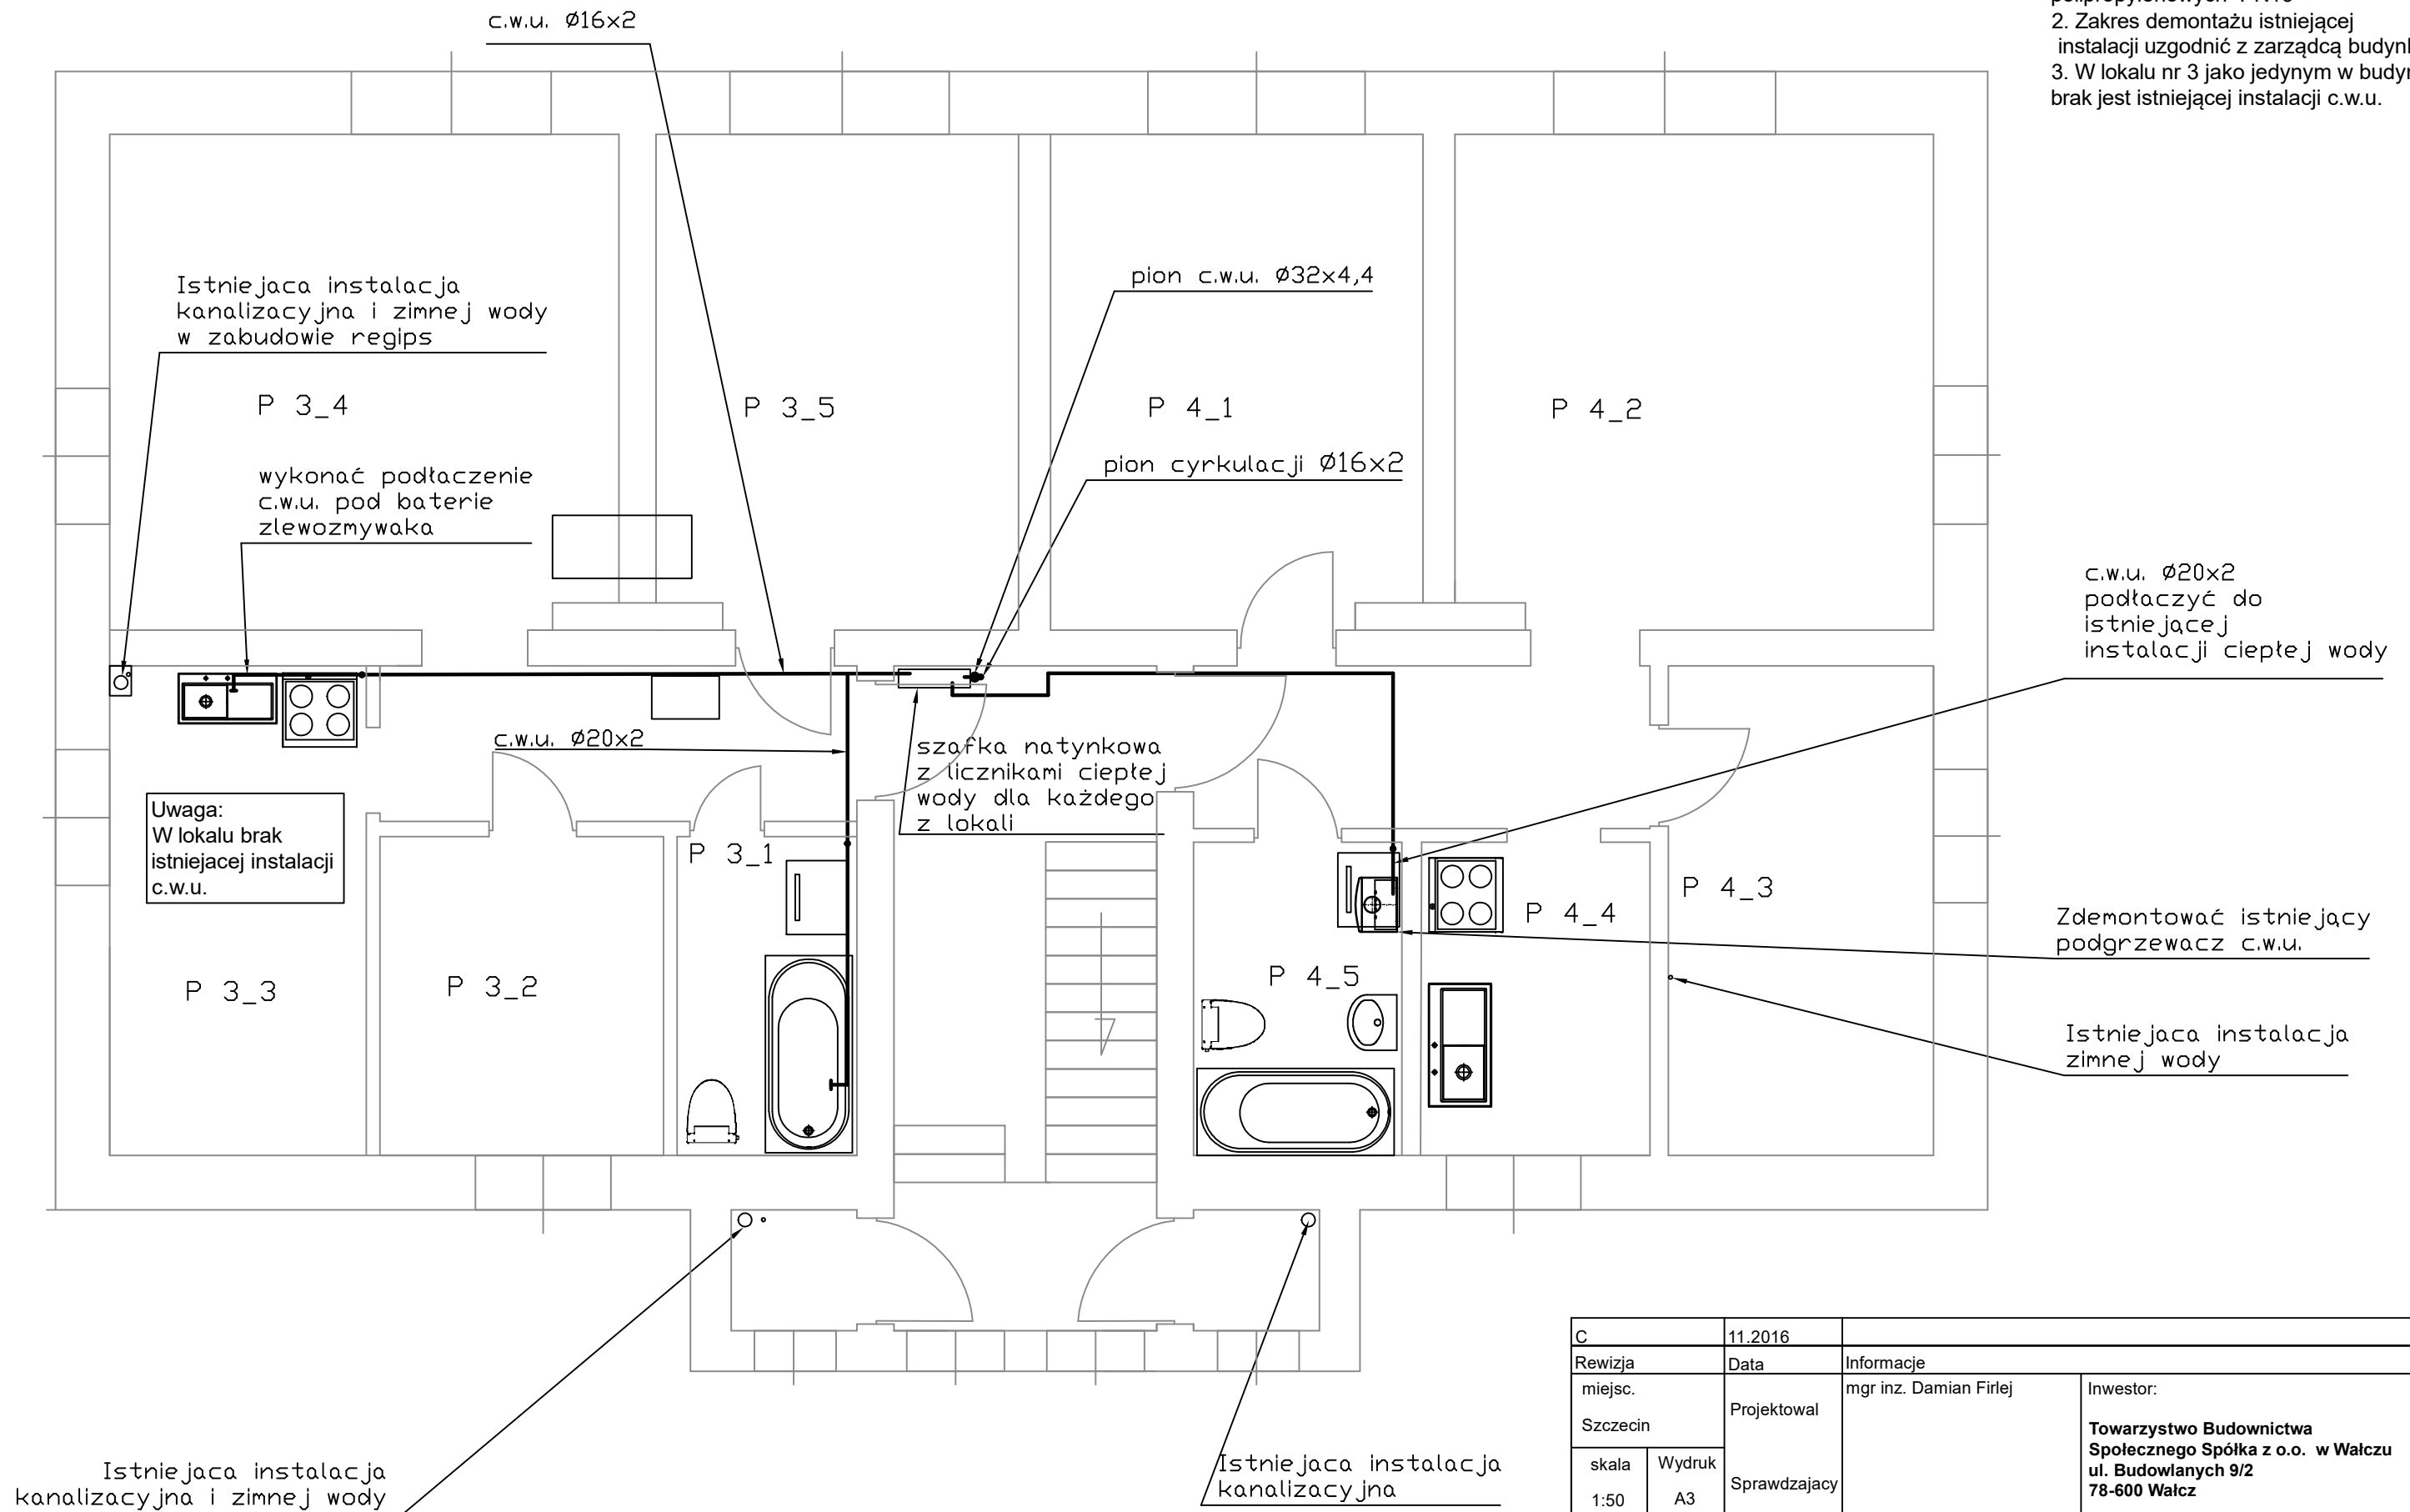 c.w.u. Ø16x2
2. Zakres demontażu istniejącej
instalacji uzgodnić z zarządcą
3. W lokalu nr 3 jako jedynym w
brak jest istniejącej instalacji c.w.u.
Istniejaca instalacja
kanalizacyjna i zimnej wody
w zabudowie regips
pion c.w.u. Ø32x4,4
P 3_4
P 3_5
P 4_1
P 4_2
wykonać podłaczenie
c.w.u. pod baterie
zlewozmywaka
pion cyrkulacji Ø16x2
c.w.u. Ø20x2
podłaczyć do
istniejącej
instalacji ciepłej wody
c.w.u. Ø20x2
szafka natynkowa
z licznikami ciepłej
wody dla każdego
z lokali
Uwaga:
W lokalu brak
istniejacej instalacji
c.w.u.
P 3_1
P 3_3
P 3_2
P 4_5
P 4_4
P 4_3
Zdemontować istniejący
podgrzewacz c.w.u.
Istniejaca instalacja
zimnej wody
Istniejaca instalacja
kanalizacyjna i zimnej wody
Istniejaca instalacja
kanalizacyjna
C 11.2016
Rewizja Data Informacje
miejsc.
Szczecin
Projektowal
mgr inz. Damian Firlej
skala Wydruk
1:50 A3
Sprawdzajacy
Inwestor:
Towarzystwo Budownictwa
Społecznego Spółka z o.o. w Wałczu
ul. Budowlanych 9/2
78-600 Wałcz